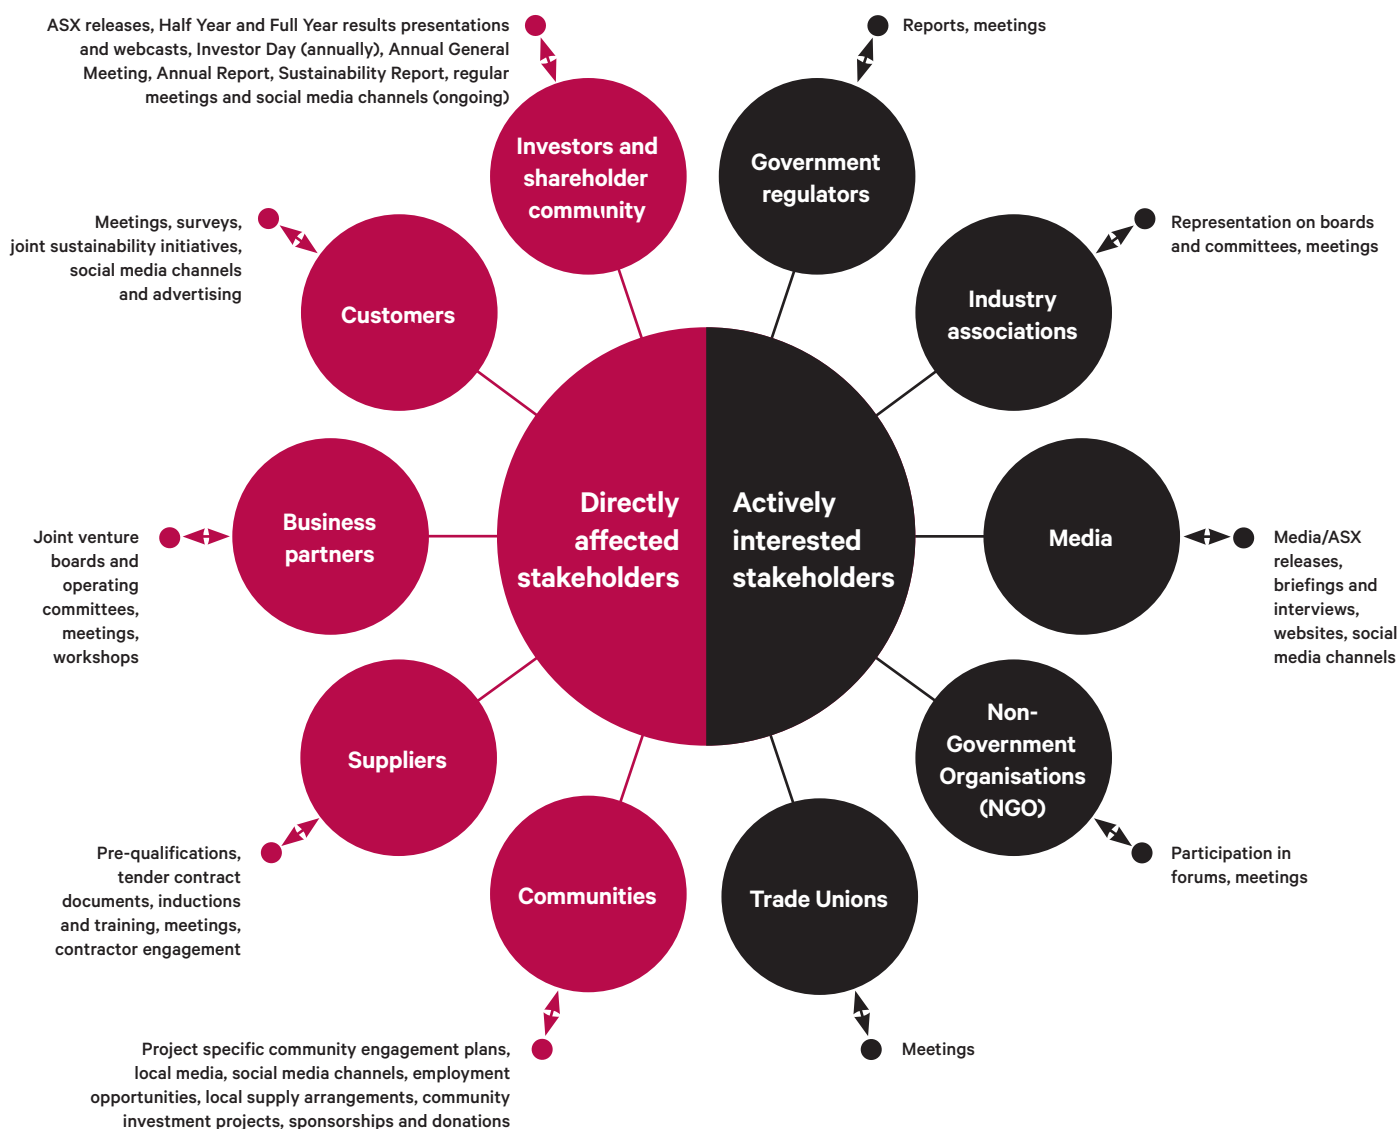 ASX releases, Half Year and Full Year results presentations
and webcasts, Investor Day (annually), Annual General
Meeting, Annual Report, Sustainability Report, regular
meetings and social media channels (ongoing)
Investors and
shareholder
community
Reports, meetings
Government
regulators
Meetings, surveys,
joint sustainability initiatives,
social media channels
and advertising
Customers
Representation on boards
and committees, meetings
Industry
associations
Directly
affected
stakeholders
Actively
interested
stakeholders
Joint venture
boards and
operating
committees,
meetings,
workshops
Business
partners
Media
Media/ASX
releases,
briefings and
interviews,
websites, social
media channels
Suppliers
Pre-qualifications,
tender contract
documents, inductions
and training, meetings,
contractor engagement
Non-
Government
Organisations
(NGO)
Participation in
forums, meetings
Communities
Project specific community engagement plans,
local media, social media channels, employment
opportunities, local supply arrangements, community
investment projects, sponsorships and donations
Trade Unions
Meetings